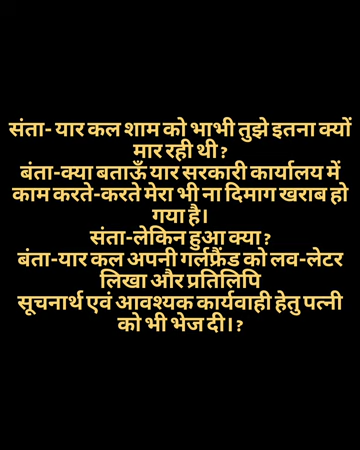 संता- यार कल शाम को भाभी तुझे इतना क्यों
मार रही थी?
बंता-क्या बताऊँ यार सरकारी कार्यालय में
काम करते-करते मेरा भी ना दिमाग खराब हो
गया है।
संता-लेकिन हुआ क्या?
बंता-यार कल अपनी गर्लफ्रैंड को लव-लेटर
लिखा और प्रतिलिपि
सूचनार्थ एवं आवश्यक कार्यवाही हेतु पत्नी
को भी भेज दी।?